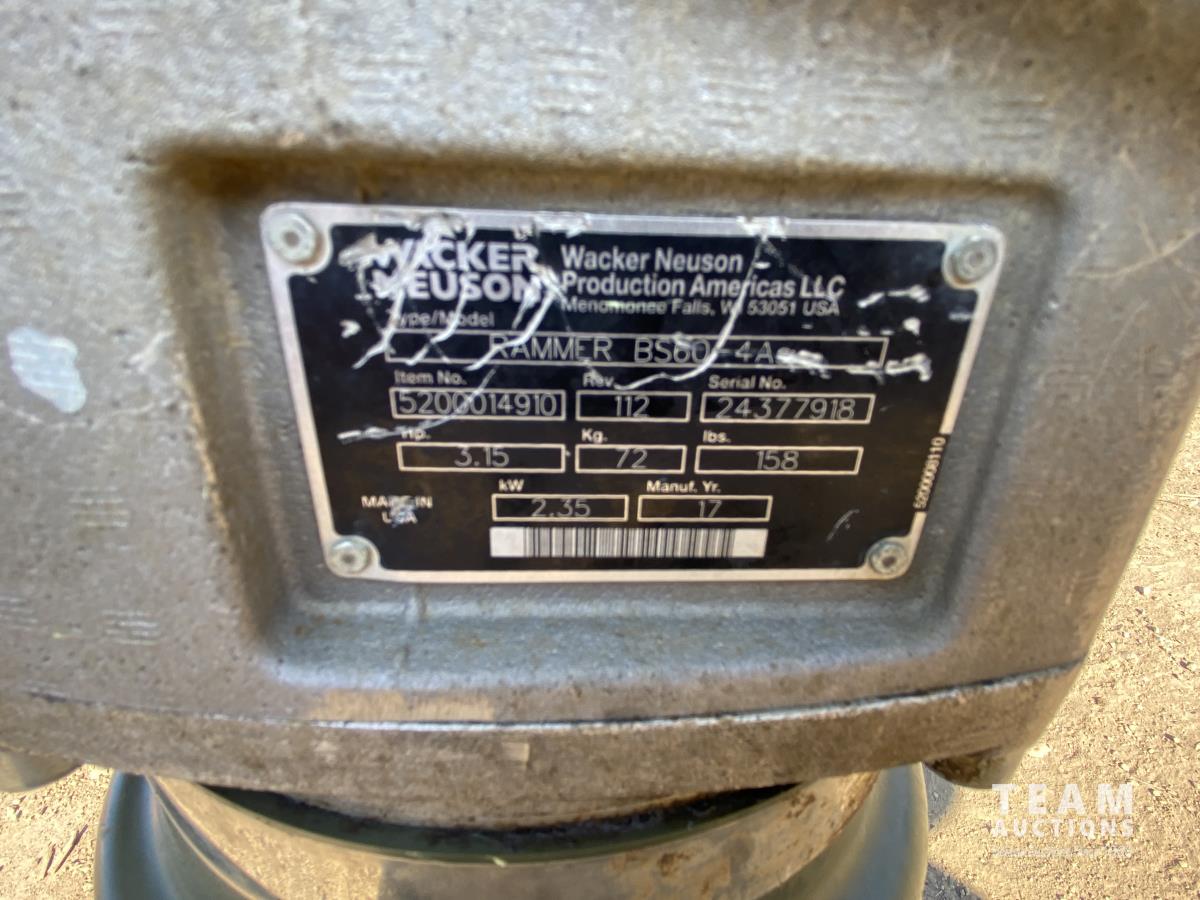 WACKER NEUSON
Wacker Neuson
Production Americas LLC
Menomonee Falls, WI 53051 USA
Type/Model
RAMMER BS60-4As
Item No. Rev. Serial No.
5200014910 112 24377918
Hp. Kg. lbs.
3.15 72 158
kW Manuf. Yr.
2.35 17
MADE IN
USA
5200008110
TEAM
AUCTIONS